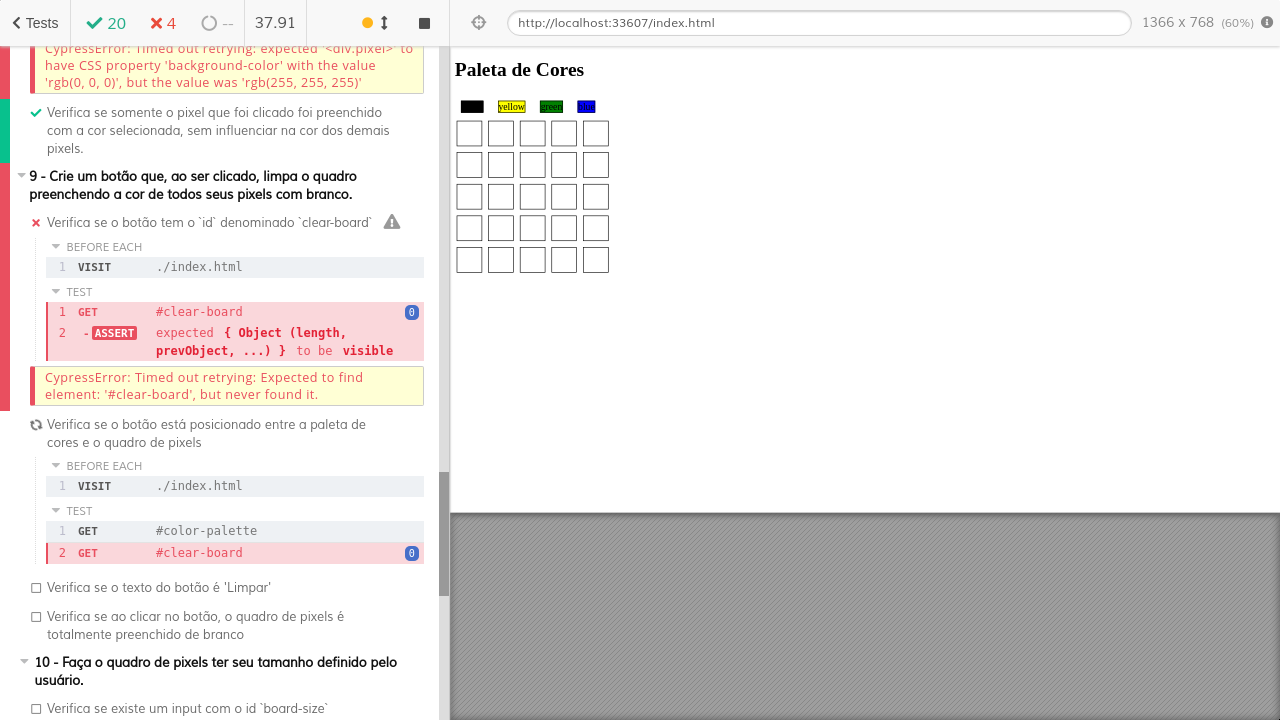 Tests
20
4
--
37.91
http://localhost:33607/index.html
1366 x 768 (60%)
CypressError: Timed out retrying: expected '<div.pixel>' to
have CSS property 'background-color' with the value
'rgb(0, 0, 0)', but the value was 'rgb(255, 255, 255)'
Verifica se somente o pixel que foi clicado foi preenchido
com a cor selecionada, sem influenciar na cor dos demais
pixels.
9 - Crie um botão que, ao ser clicado, limpa o quadro
preenchendo a cor de todos seus pixels com branco.
Verifica se o botão tem o `id` denominado `clear-board`
BEFORE EACH
1 VISIT ./index.html
TEST
1 GET #clear-board 0
2 -ASSERT expected { Object (length,
prevObject, ...) } to be visible
CypressError: Timed out retrying: Expected to find
element: '#clear-board', but never found it.
Verifica se o botão está posicionado entre a paleta de
cores e o quadro de pixels
BEFORE EACH
1 VISIT ./index.html
TEST
1 GET #color-palette
2 GET #clear-board 0
Verifica se o texto do botão é 'Limpar'
Verifica se ao clicar no botão, o quadro de pixels é
totalmente preenchido de branco
10 - Faça o quadro de pixels ter seu tamanho definido pelo
usuário.
Verifica se existe um input com o id `board-size`
Paleta de Cores
yellow
green